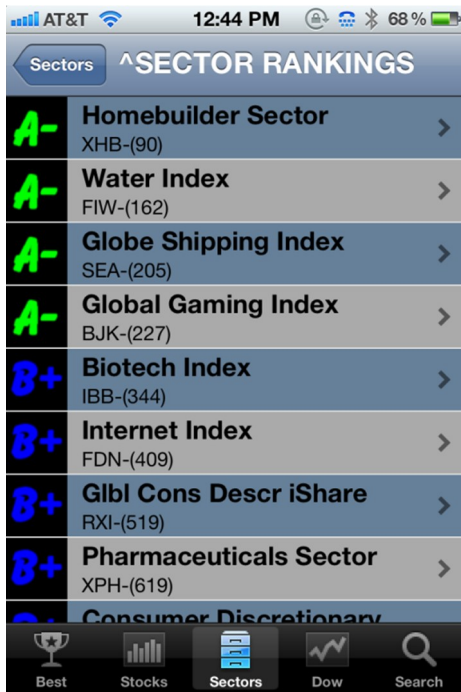 AT&T 12:44 PM 68%
Sectors ^SECTOR RANKINGS
A- Homebuilder Sector
XHB-(90)
A- Water Index
FIW-(162)
A- Globe Shipping Index
SEA-(205)
A- Global Gaming Index
BJK-(227)
B+ Biotech Index
IBB-(344)
B+ Internet Index
FDN-(409)
B+ Glbl Cons Descr iShare
RXI-(519)
B+ Pharmaceuticals Sector
XPH-(619)
B+ Consumer Discretionary
Best Stocks Sectors Dow Search